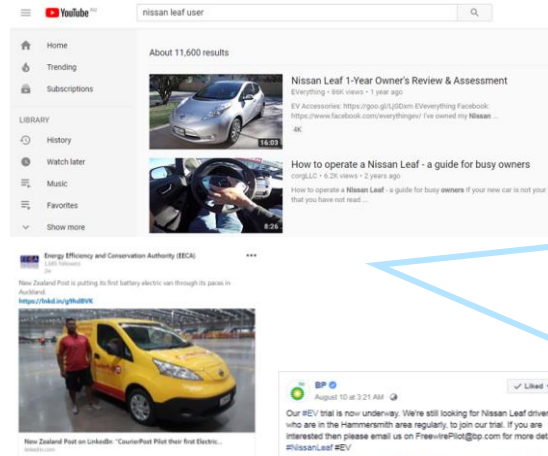 YouTube NZ
nissan leaf user
Home
Trending
Subscriptions
LIBRARY
History
Watch later
Music
Favorites
Show more
About 11,600 results
16:03
Nissan Leaf 1-Year Owner's Review & Assessment
EVerything • 86K views • 1 year ago
EV Accessories: https://goo.gl/LjGDxm EVeverything Facebook:
https://www.facebook.com/everythingev/ I've owned my Nissan ...
4K
8:26
How to operate a Nissan Leaf - a guide for busy owners
corgLLC • 6.2K views • 2 years ago
How to operate a Nissan Leaf - a guide for busy owners If your new car is not your
that you have not read ...
Energy Efficiency and Conservation Authority (EECA)
New Zealand Post is putting its first battery electric van through its paces in
Auckland.
New Zealand Post on LinkedIn: "CourierPost Pilot their first Electric...
linkedin.com
BP
Liked
August 10 at 3:21 AM
Our #EV trial is now underway. We're still looking for Nissan Leaf driver
who are in the Hammersmith area regularly, to join our trial. If you are
interested then please email us on FreewirePilot@bp.com for more det
#NissanLeaf #EV